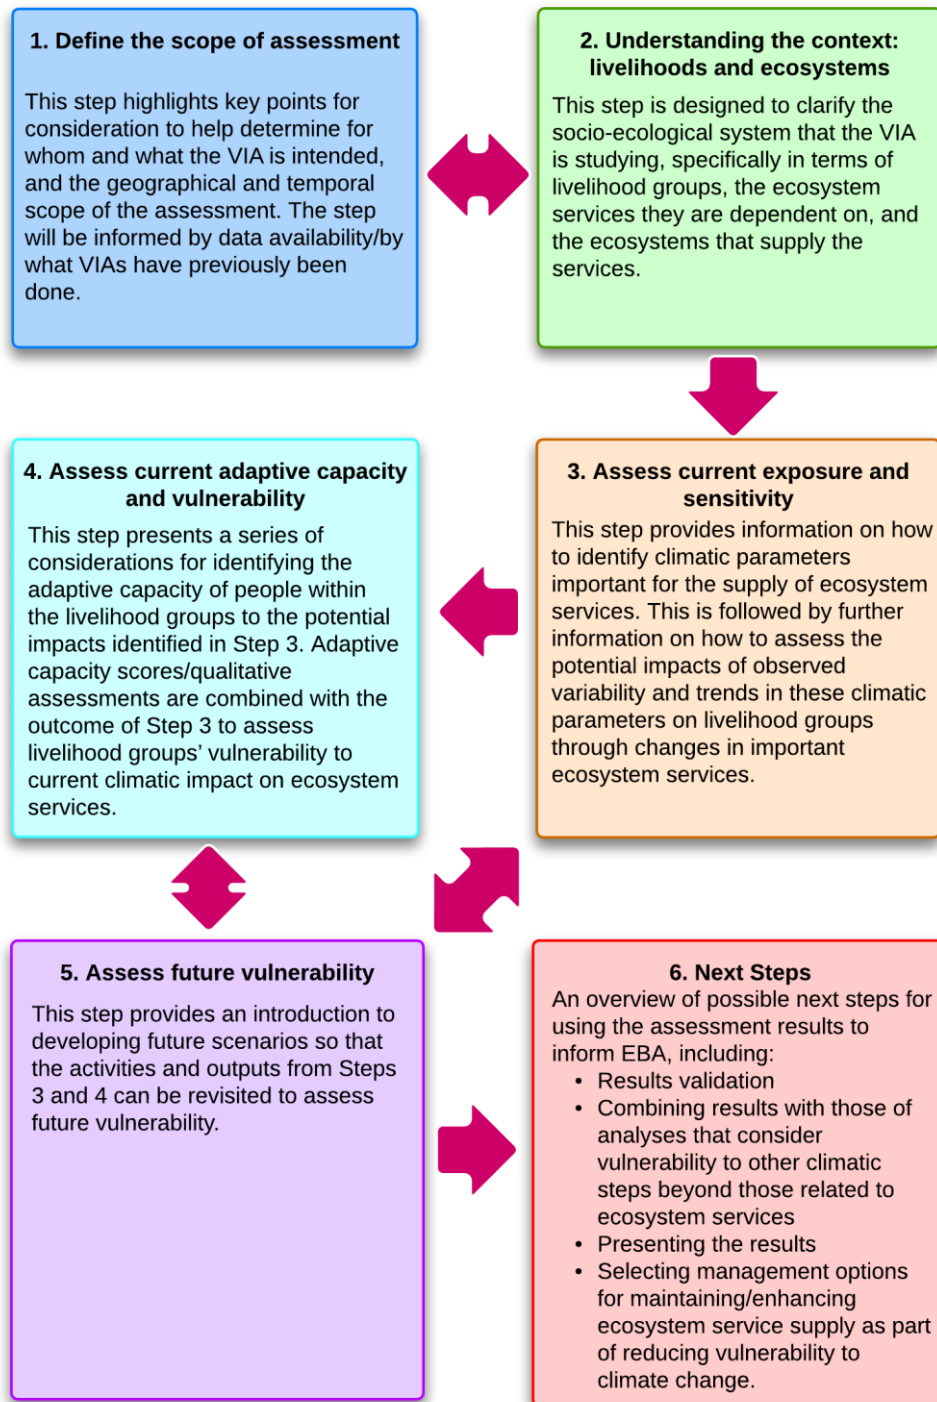 1. Define the scope of assessment
This step highlights key points for
consideration to help determine for
whom and what the VIA is intended,
and the geographical and temporal
scope of the assessment. The step
will be informed by data availability/by
what VIAs have previously been
done.
2. Understanding the context:
livelihoods and ecosystems
This step is designed to clarify the
socio-ecological system that the VIA
is studying, specifically in terms of
livelihood groups, the ecosystem
services they are dependent on, and
the ecosystems that supply the
services.
3. Assess current exposure and
sensitivity
This step provides information on how
to identify climatic parameters
important for the supply of ecosystem
services. This is followed by further
information on how to assess the
potential impacts of observed
variability and trends in these climatic
parameters on livelihood groups
through changes in important
ecosystem services.
4. Assess current adaptive capacity
and vulnerability
This step presents a series of
considerations for identifying the
adaptive capacity of people within
the livelihood groups to the potential
impacts identified in Step 3. Adaptive
capacity scores/qualitative
assessments are combined with the
outcome of Step 3 to assess
livelihood groups’ vulnerability to
current climatic impact on ecosystem
services.
5. Assess future vulnerability
This step provides an introduction to
developing future scenarios so that
the activities and outputs from Steps
3 and 4 can be revisited to assess
future vulnerability.
6. Next Steps
An overview of possible next steps for
using the assessment results to
inform EBA, including:
• Results validation
• Combining results with those of
analyses that consider
vulnerability to other climatic
steps beyond those related to
ecosystem services
• Presenting the results
• Selecting management options
for maintaining/enhancing
ecosystem service supply as part
of reducing vulnerability to
climate change.